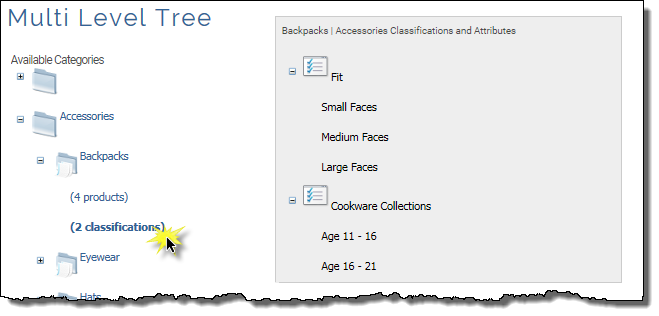 Multi Level Tree
Available Categories
Accessories
Backpacks
(4 products)
(2 classifications)
Eyewear
Hats
Backpacks | Accessories Classifications and Attributes
Fit
Small Faces
Medium Faces
Large Faces
Cookware Collections
Age 11 - 16
Age 16 - 21